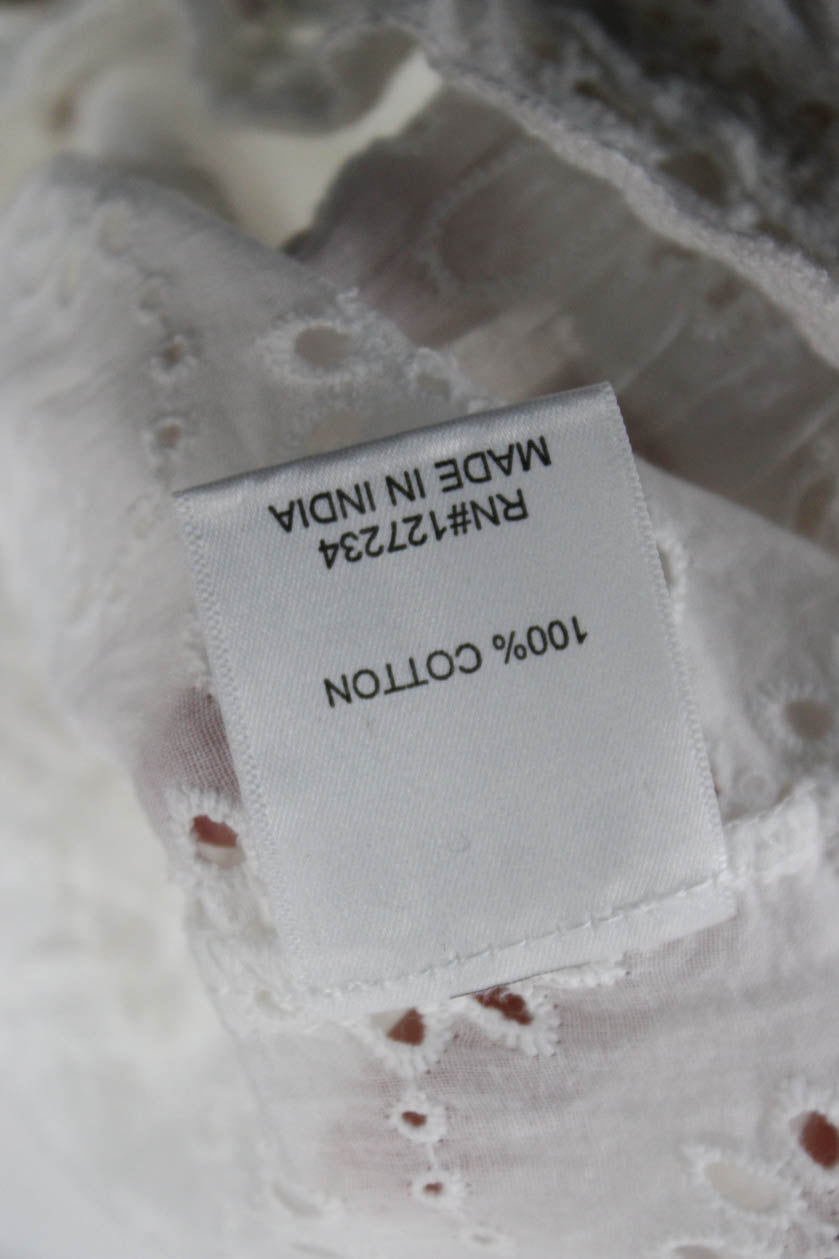 100% COTTON
RN#127234
MADE IN INDIA